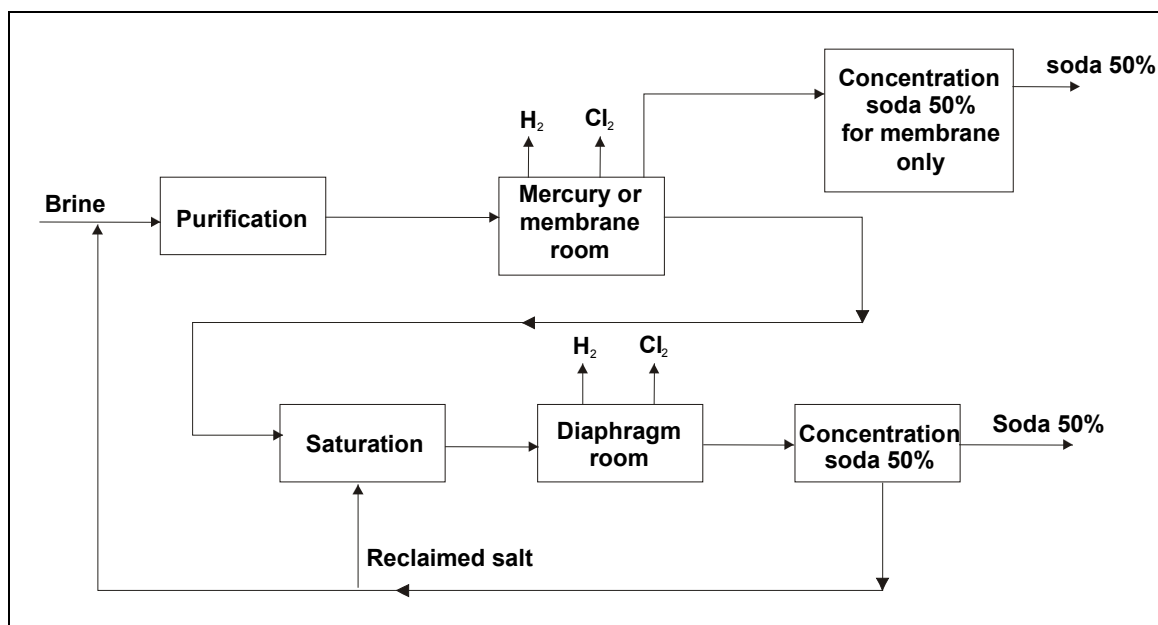 Concentration
soda 50%
for membrane
only
soda 50%
H₂
Cl₂
Brine
Purification
Mercury or
membrane
room
H₂
Cl₂
Saturation
Diaphragm
room
Concentration
soda 50%
Soda 50%
Reclaimed salt